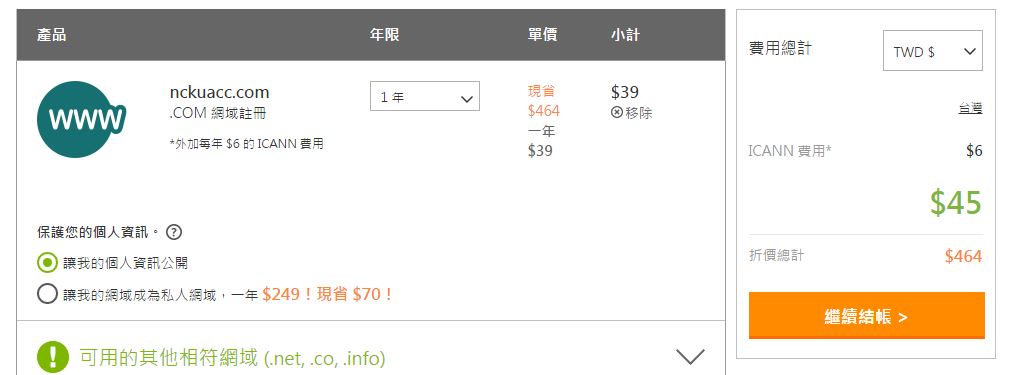 產品 年限 單價 小計
www
nckuacc.com
.COM 網域註冊
*外加每年 $6 的 ICANN 費用
1 年
現省
$464
一年
$39
$39
移除
保護您的個人資訊。 ?
讓我的個人資訊公開
讓我的網域成為私人網域，一年 $249！現省 $70！
! 可用的其他相符網域 (.net, .co, .info)
費用總計 TWD $
台灣
ICANN 費用* $6
$45
折價總計 $464
繼續結帳 >